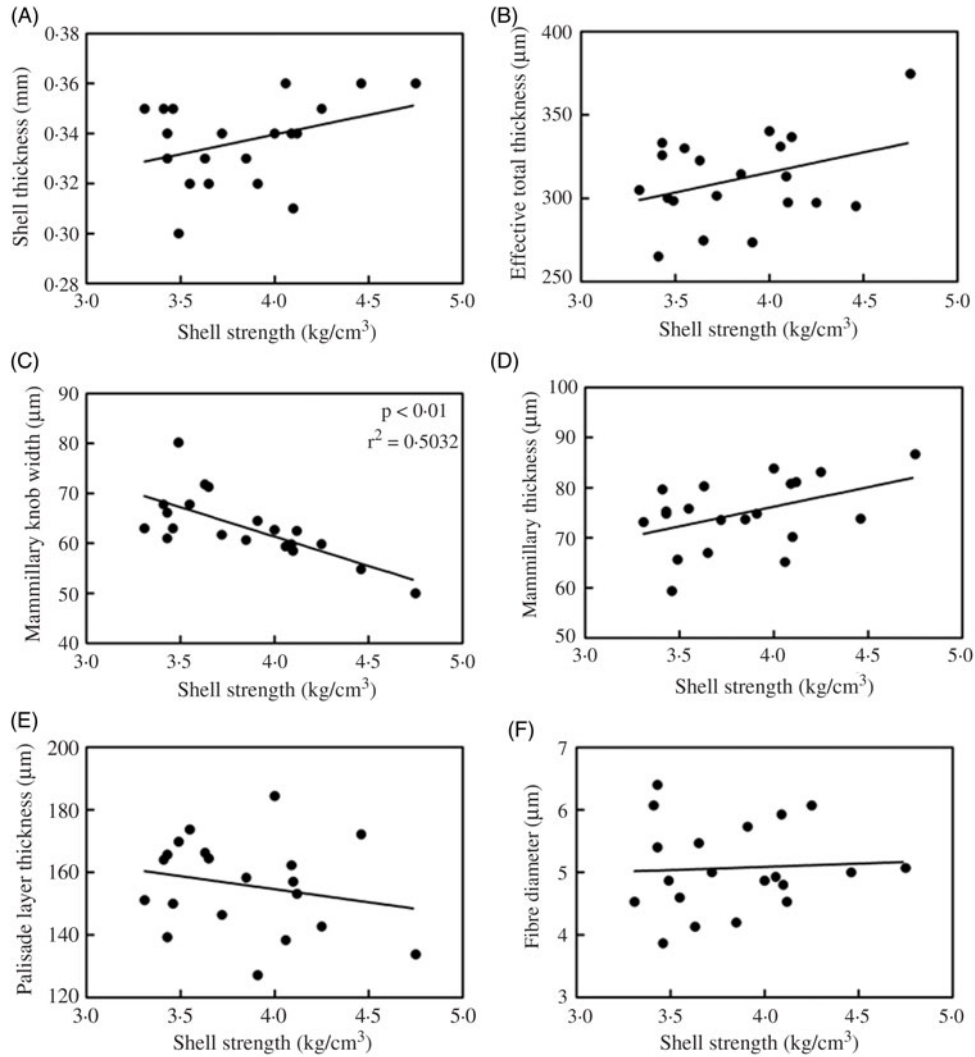 (A)
0·38
0·36
0·34
0·32
0·30
0·28
Shell thickness (mm)
3·0 3·5 4·0 4·5 5·0
Shell strength (kg/cm³)
(B)
400
350
300
250
Effective total thickness (µm)
3·0 3·5 4·0 4·5 5·0
Shell strength (kg/cm³)
(C)
90
80
70
60
50
40
Mammillary knob width (µm)
p < 0·01
r² = 0·5032
3·0 3·5 4·0 4·5 5·0
Shell strength (kg/cm³)
(D)
100
90
80
70
60
50
Mammilary thickness (µm)
3·0 3·5 4·0 4·5 5·0
Shell strength (kg/cm³)
(E)
200
180
160
140
120
Palisade layer thickness (µm)
3·0 3·5 4·0 4·5 5·0
Shell strength (kg/cm³)
(F)
7
6
5
4
3
Fibre diameter (µm)
3·0 3·5 4·0 4·5 5·0
Shell strength (kg/cm³)